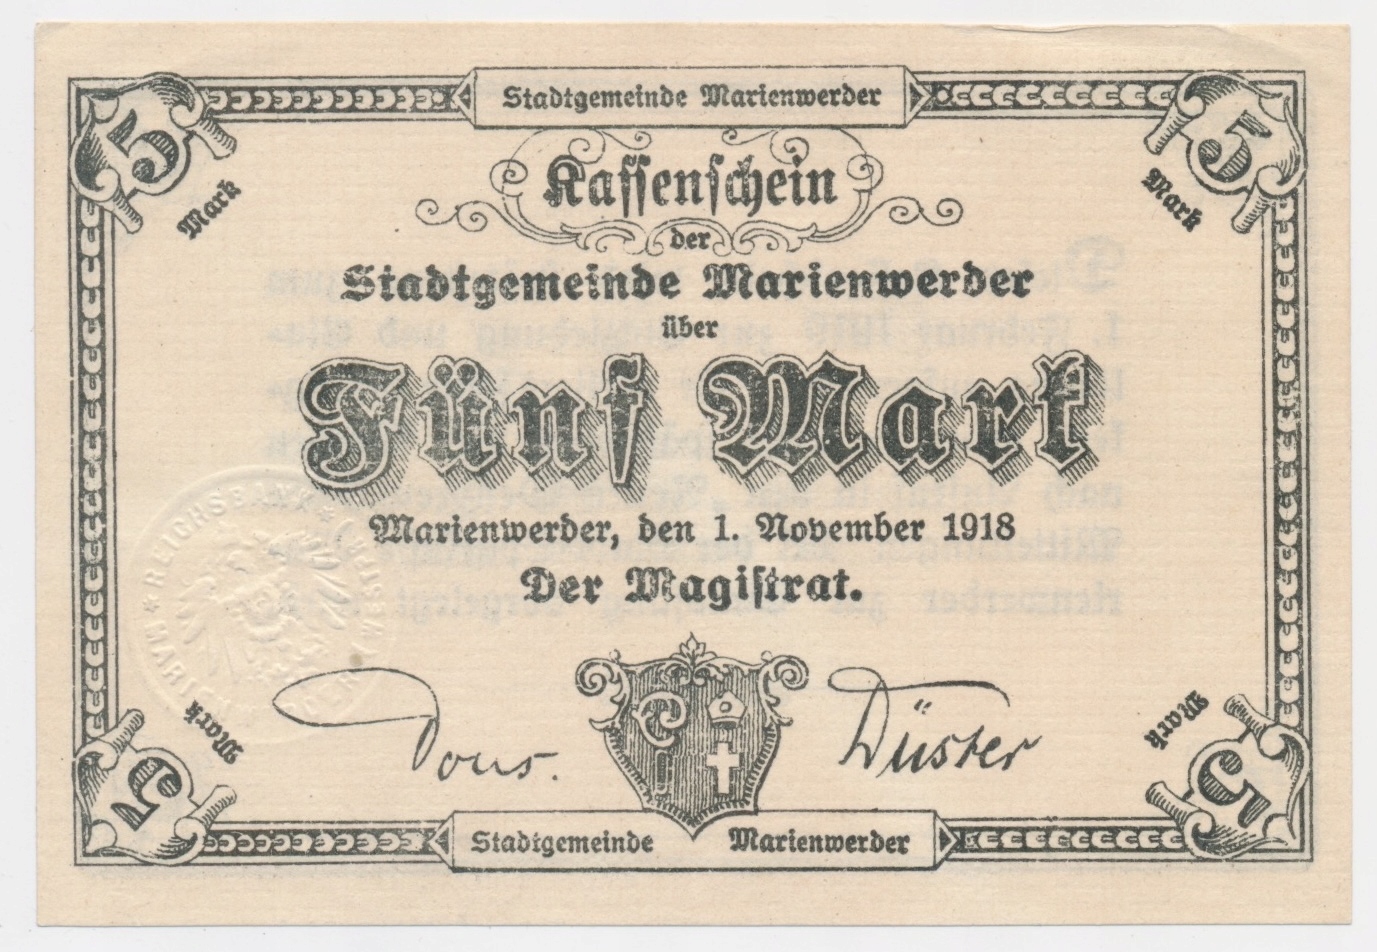 Stadtgemeinde Marienwerder
5 5
Mark Mark
Kassenschein
der
Stadtgemeinde Marienwerder
über
Fünf Mark
Marienwerder, den 1. November 1918
Der Magistrat.
* REICHSBANK *
Düster
Mark Mark
5 5
Stadtgemeinde Marienwerder